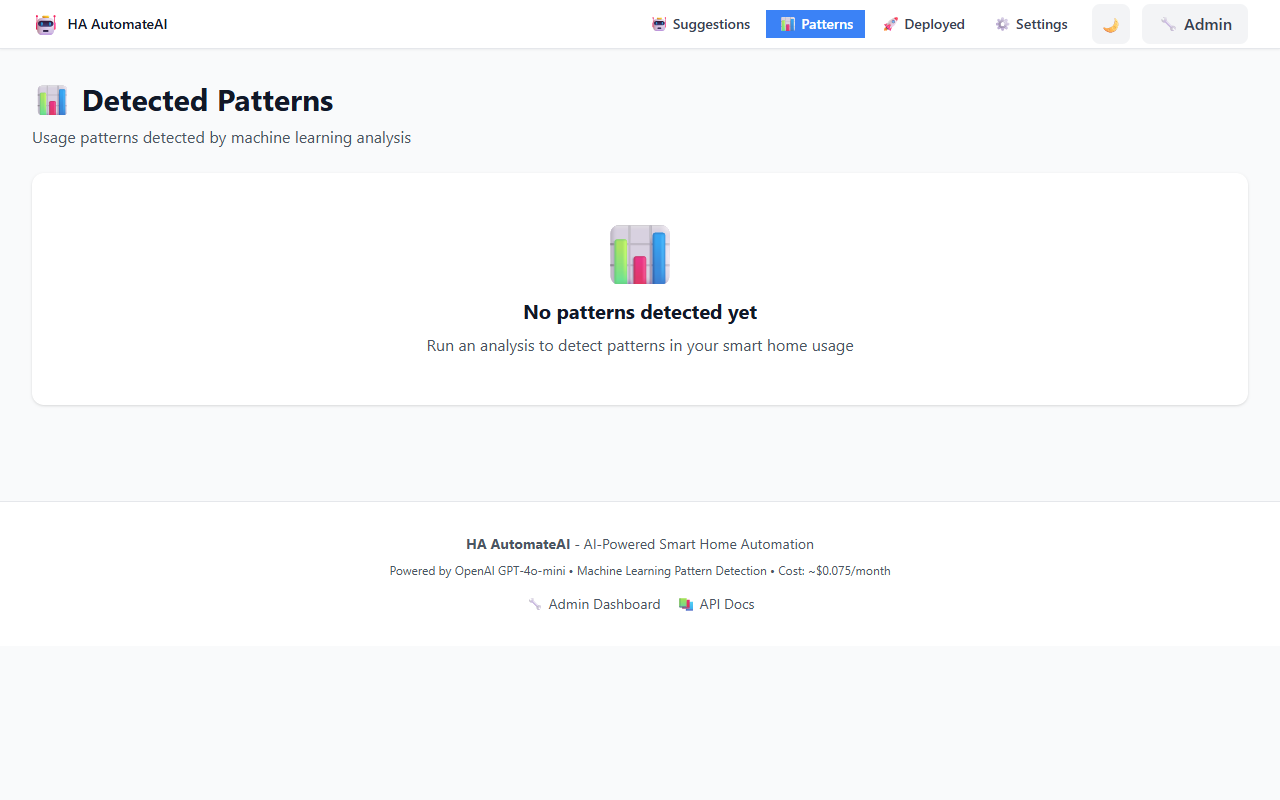 HA AutomateAI
Suggestions
Patterns
Deployed
Settings
Admin
Detected Patterns
Usage patterns detected by machine learning analysis
No patterns detected yet
Run an analysis to detect patterns in your smart home usage
HA AutomateAI - AI-Powered Smart Home Automation
Powered by OpenAI GPT-4o-mini • Machine Learning Pattern Detection • Cost: ~$0.075/month
Admin Dashboard
API Docs